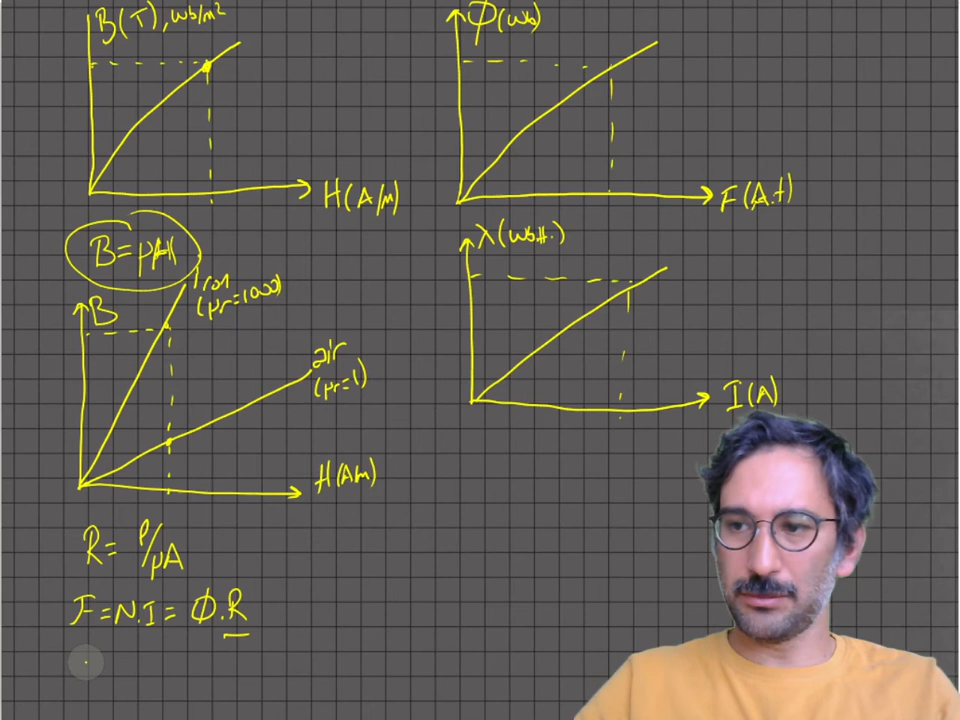 B(T), wb/m²
H(A/m)
B=μH
B
Iron
(μr=1000)
air
(μr=1)
H(A/m)
R= l/μA
F=N.I= Φ.R
Φ(wb)
F(A.t)
λ(wb.t.)
I(A)